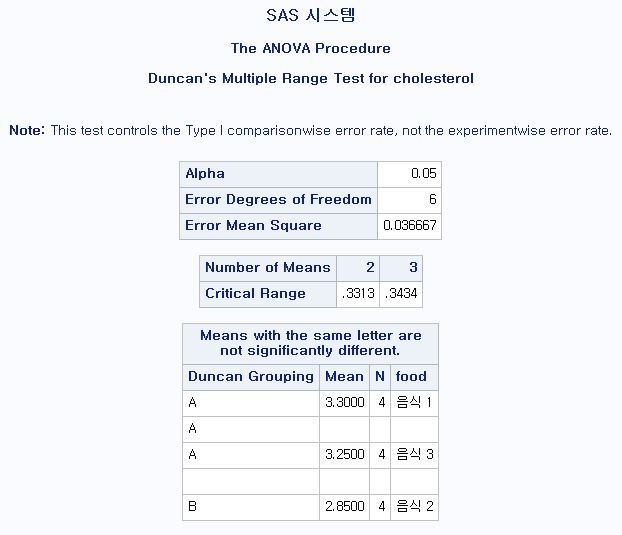 SAS 시스템
The ANOVA Procedure
Duncan's Multiple Range Test for cholesterol
Note: This test controls the Type I comparisonwise error rate, not the experimentwise error rate.
Alpha 0.05
Error Degrees of Freedom 6
Error Mean Square 0.036667
Number of Means 2 3
Critical Range .3313 .3434
Means with the same letter are
not significantly different.
Duncan Grouping Mean N food
A 3.3000 4 음식 1
A
A 3.2500 4 음식 3
B 2.8500 4 음식 2